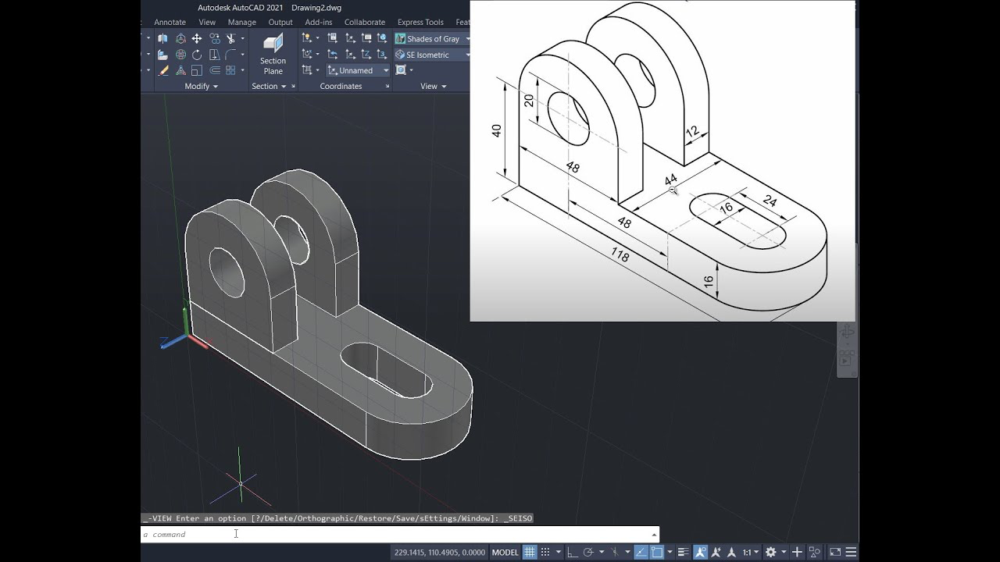 Autodesk AutoCAD 2021 Drawing2.dwg
Annotate View Manage Output Add-ins Collaborate Express Tools
Shades of Gray
SE Isometric
Section
Plane
Unnamed
Modify Section Coordinates View
20
40
48
12
44
16
24
48
118
16
_-VIEW Enter an option [?/Delete/Orthographic/Restore/Save/sEttings/Window]: _SEISO
a command
229.1415, 110.4905, 0.0000 MODEL 1:1